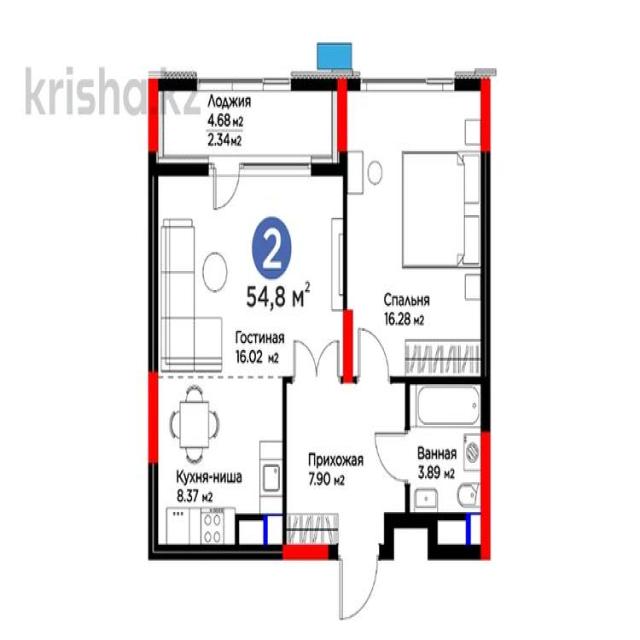 krisha.kz
Лоджия
4.68 м2
2.34 м2
2
54,8 м2
Гостиная
16.02 м2
Спальня
16.28 м2
Прихожая
7.90 м2
Ванная
3.89 м2
Кухня-ниша
8.37 м2